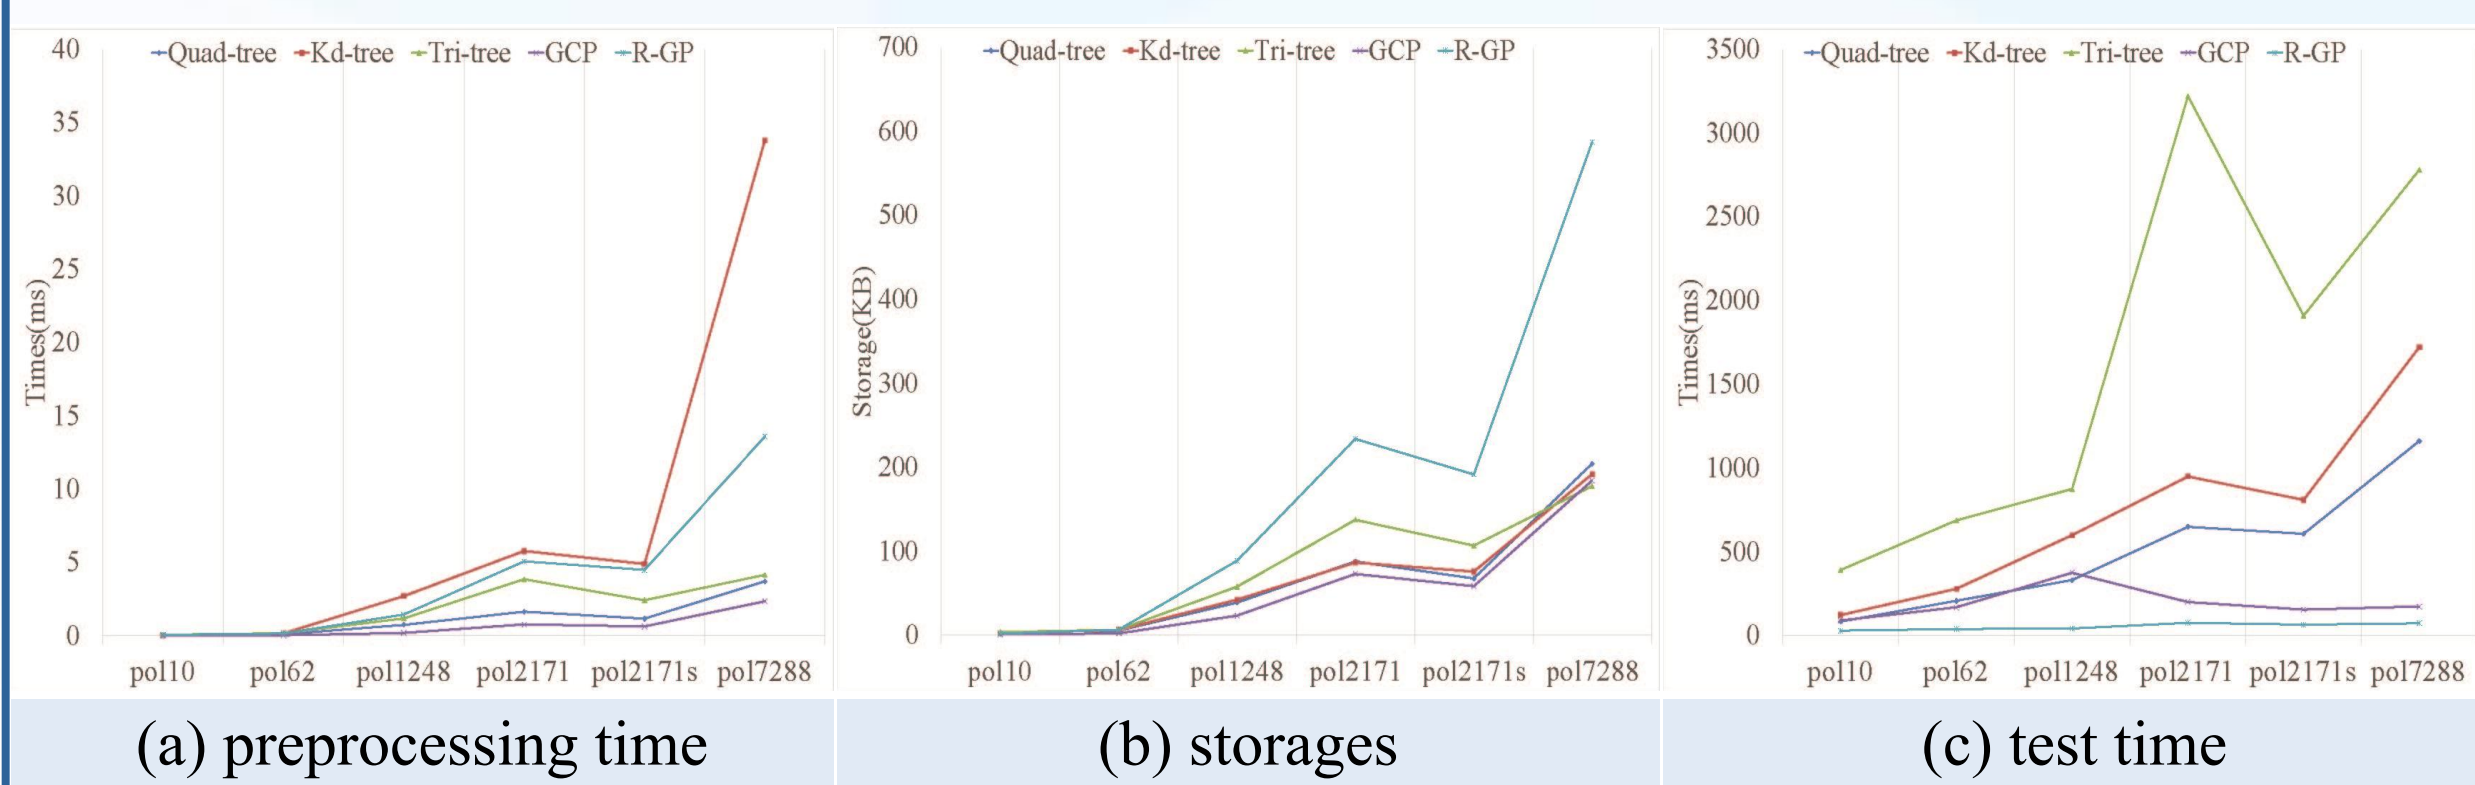 Quad-tree Kd-tree Tri-tree GCP R-GP
40
35
30
25
20
15
10
5
0
Times(ms)
pol10 pol62 pol1248 pol2171 pol2171s pol7288
(a) preprocessing time
Quad-tree Kd-tree Tri-tree GCP R-GP
700
600
500
400
300
200
100
0
Storage(KB)
pol10 pol62 pol1248 pol2171 pol2171s pol7288
(b) storages
Quad-tree Kd-tree Tri-tree GCP R-GP
3500
3000
2500
2000
1500
1000
500
0
Times(ms)
pol10 pol62 pol1248 pol2171 pol2171s pol7288
(c) test time